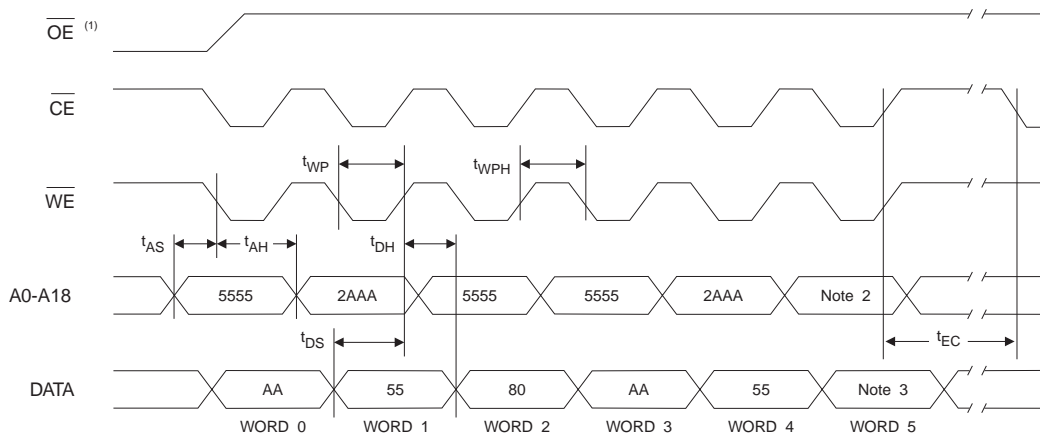 OE (1)
CE
tWP tWPH
WE
tAS tAH tDH
A0-A18 5555 2AAA 5555 5555 2AAA Note 2
tDS tEC
DATA AA 55 80 AA 55 Note 3
WORD 0 WORD 1 WORD 2 WORD 3 WORD 4 WORD 5